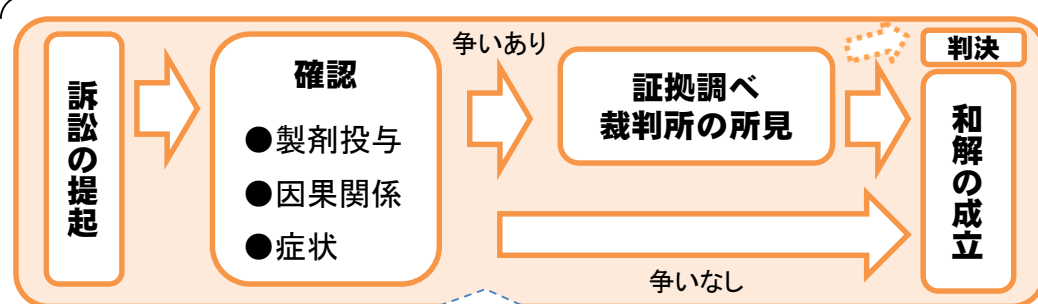 訴訟の提起
確認
●製剤投与
●因果関係
●症状
争いあり
証拠調べ
裁判所の所見
争いなし
判決
和解の成立